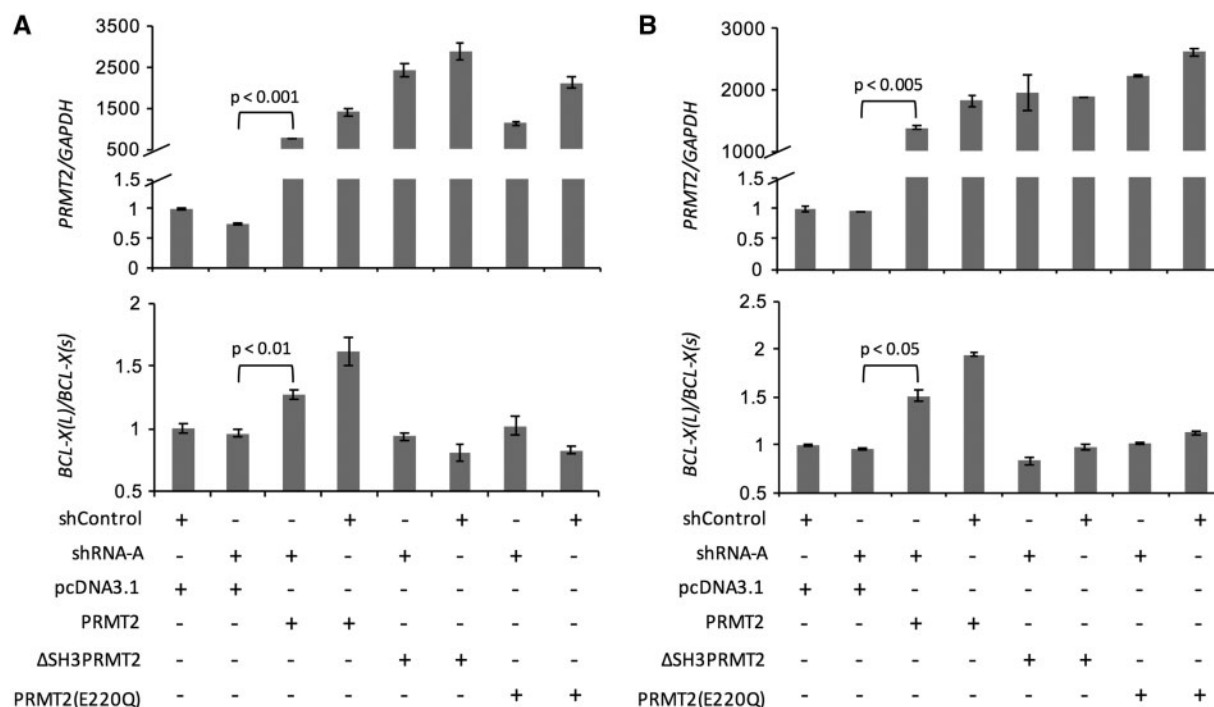 A
B
PRMT2/GAPDH
3500
2500
1500
500
1.5
1
0.5
0
p < 0.001
PRMT2/GAPDH
3000
2000
1000
1.5
1
0.5
0
p < 0.005
BCL-X(L)/BCL-X(s)
2
1.5
1
0.5
p < 0.01
BCL-X(L)/BCL-X(s)
2.5
2
1.5
1
0.5
p < 0.05
shControl + - - + - + - +
shRNA-A - + + - + - + -
pcDNA3.1 + + - - - - - -
PRMT2 - - + + - - - -
ΔSH3PRMT2 - - - - + + - -
PRMT2(E220Q) - - - - - - + +
shControl + - - + - + - +
shRNA-A - + + - + - + -
pcDNA3.1 + + - - - - - -
PRMT2 - - + + - - - -
ΔSH3PRMT2 - - - - + + - -
PRMT2(E220Q) - - - - - - + +